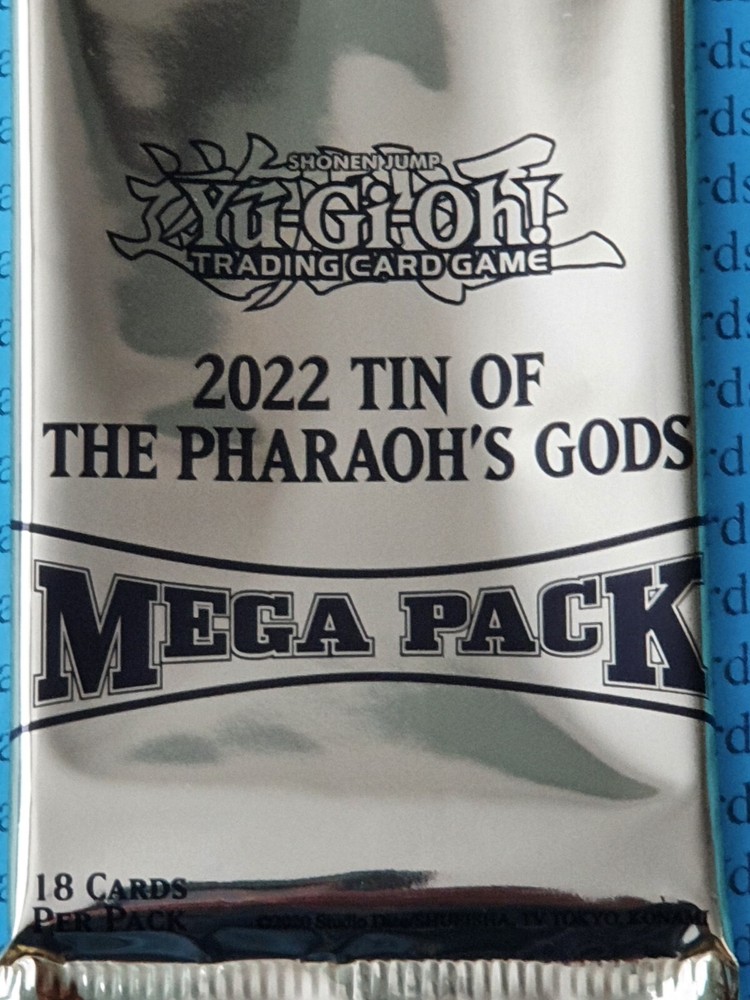 SHONEN JUMP
Yu-Gi-Oh!
TRADING CARD GAME
2022 TIN OF
THE PHARAOH'S GODS
MEGA PACK
18 CARDS
PER PACK
©2020 Studio Dice/SHUEISHA, TV TOKYO, KONAMI